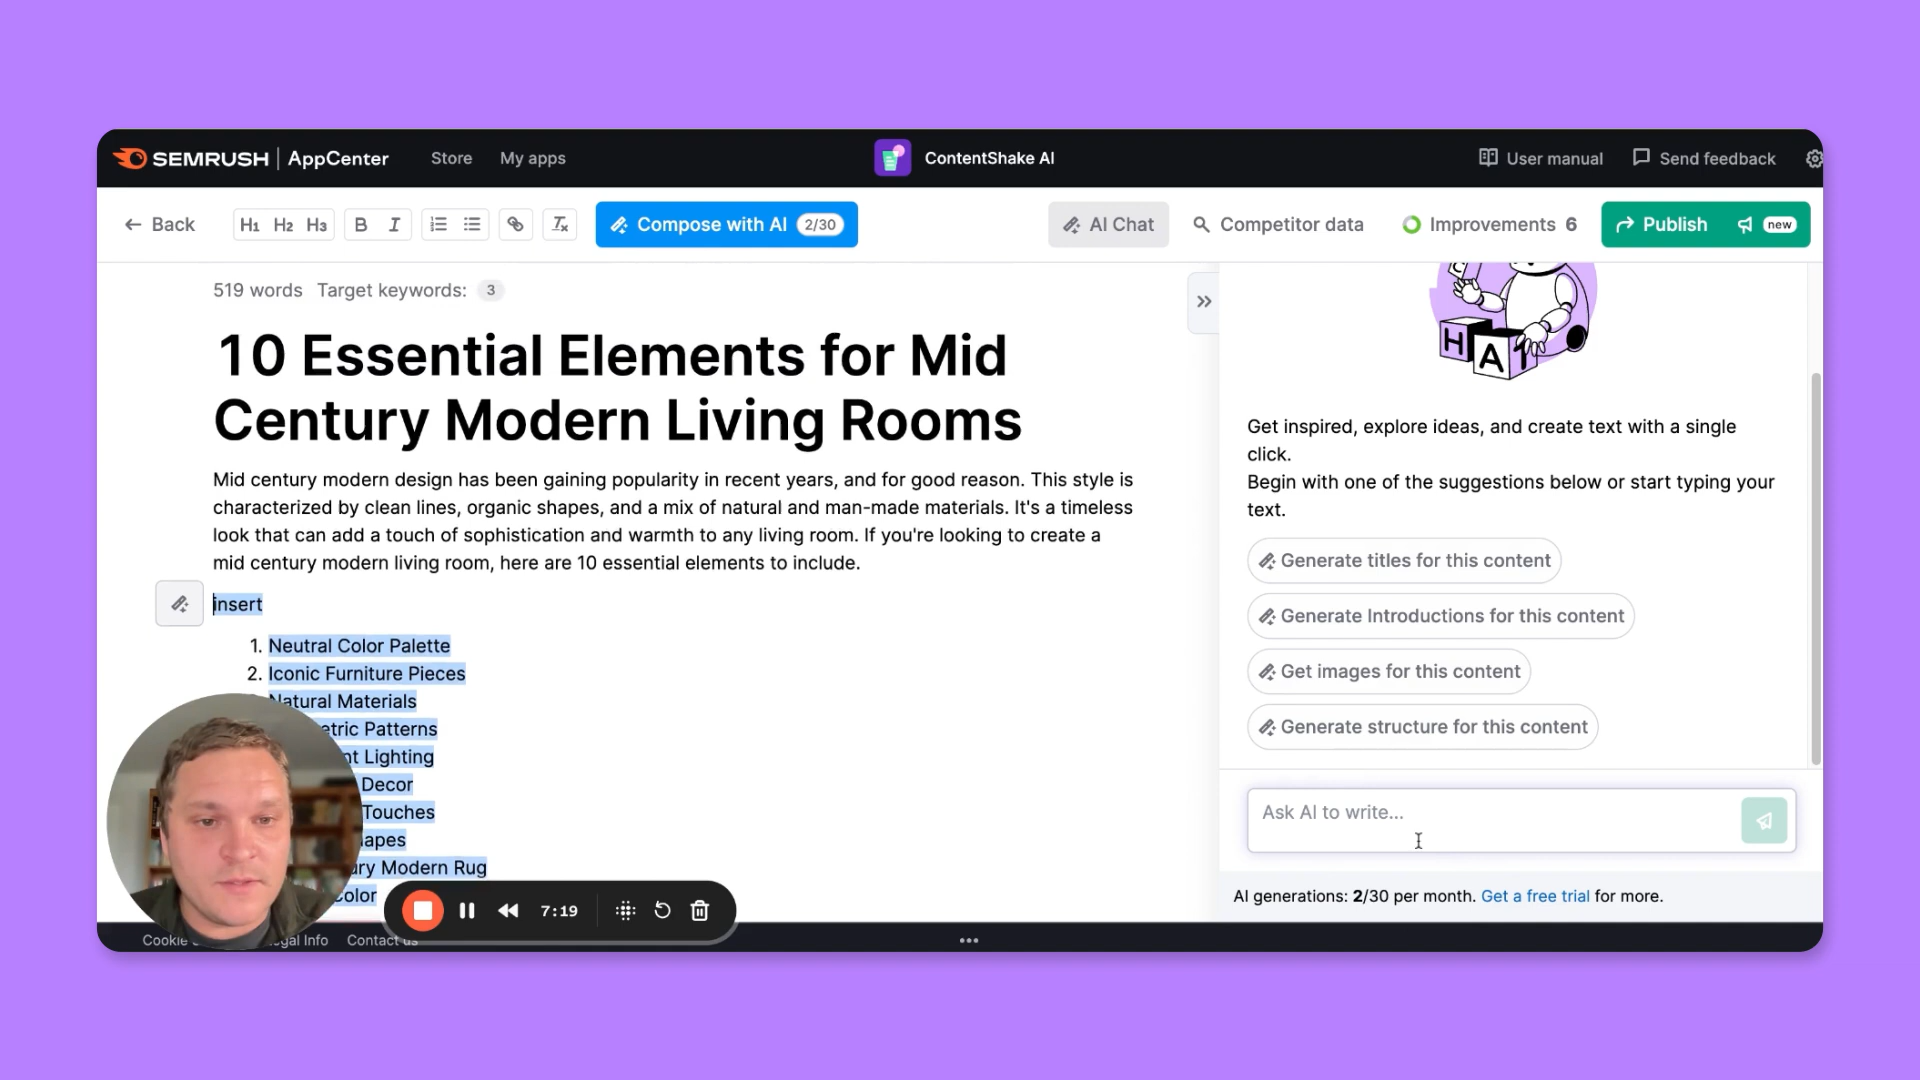 SEMRUSH | AppCenter Store My apps ContentShake AI User manual Send feedback
Back H1 H2 H3 B I Compose with AI 2/30 AI Chat Competitor data Improvements 6 Publish new
519 words Target keywords: 3
10 Essential Elements for Mid
Century Modern Living Rooms
Mid century modern design has been gaining popularity in recent years, and for good reason. This style is
characterized by clean lines, organic shapes, and a mix of natural and man-made materials. It's a timeless
look that can add a touch of sophistication and warmth to any living room. If you're looking to create a
mid century modern living room, here are 10 essential elements to include.
insert
1. Neutral Color Palette
2. Iconic Furniture Pieces
Natural Materials
etric Patterns
nt Lighting
Decor
Touches
apes
ury Modern Rug
Color
7:19
Cookie Legal Info Contact us
H A
Get inspired, explore ideas, and create text with a single
click.
Begin with one of the suggestions below or start typing your
text.
Generate titles for this content
Generate Introductions for this content
Get images for this content
Generate structure for this content
Ask AI to write...
AI generations: 2/30 per month. Get a free trial for more.